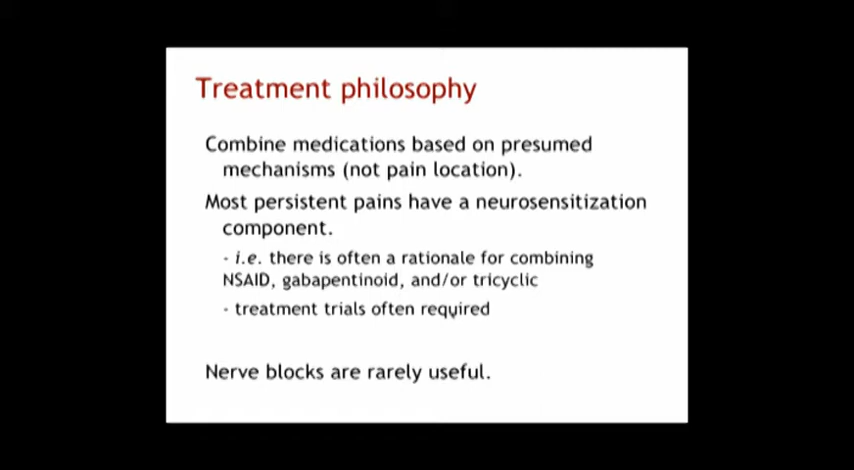 Treatment philosophy
Combine medications based on presumed
mechanisms (not pain location).
Most persistent pains have a neurosensitization
component.
- i.e. there is often a rationale for combining
NSAID, gabapentinoid, and/or tricyclic
- treatment trials often required
Nerve blocks are rarely useful.